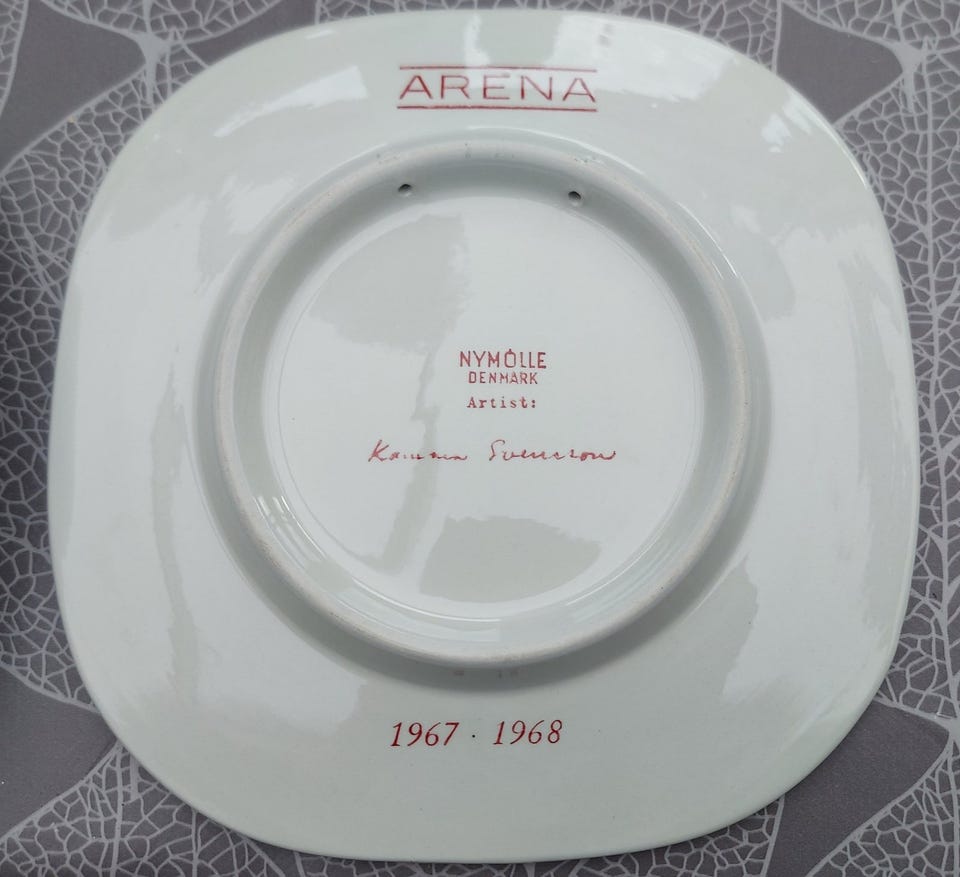 ARENA
NYMÖLLE
DENMARK
Artist:
Kamma Svensson
1967 · 1968